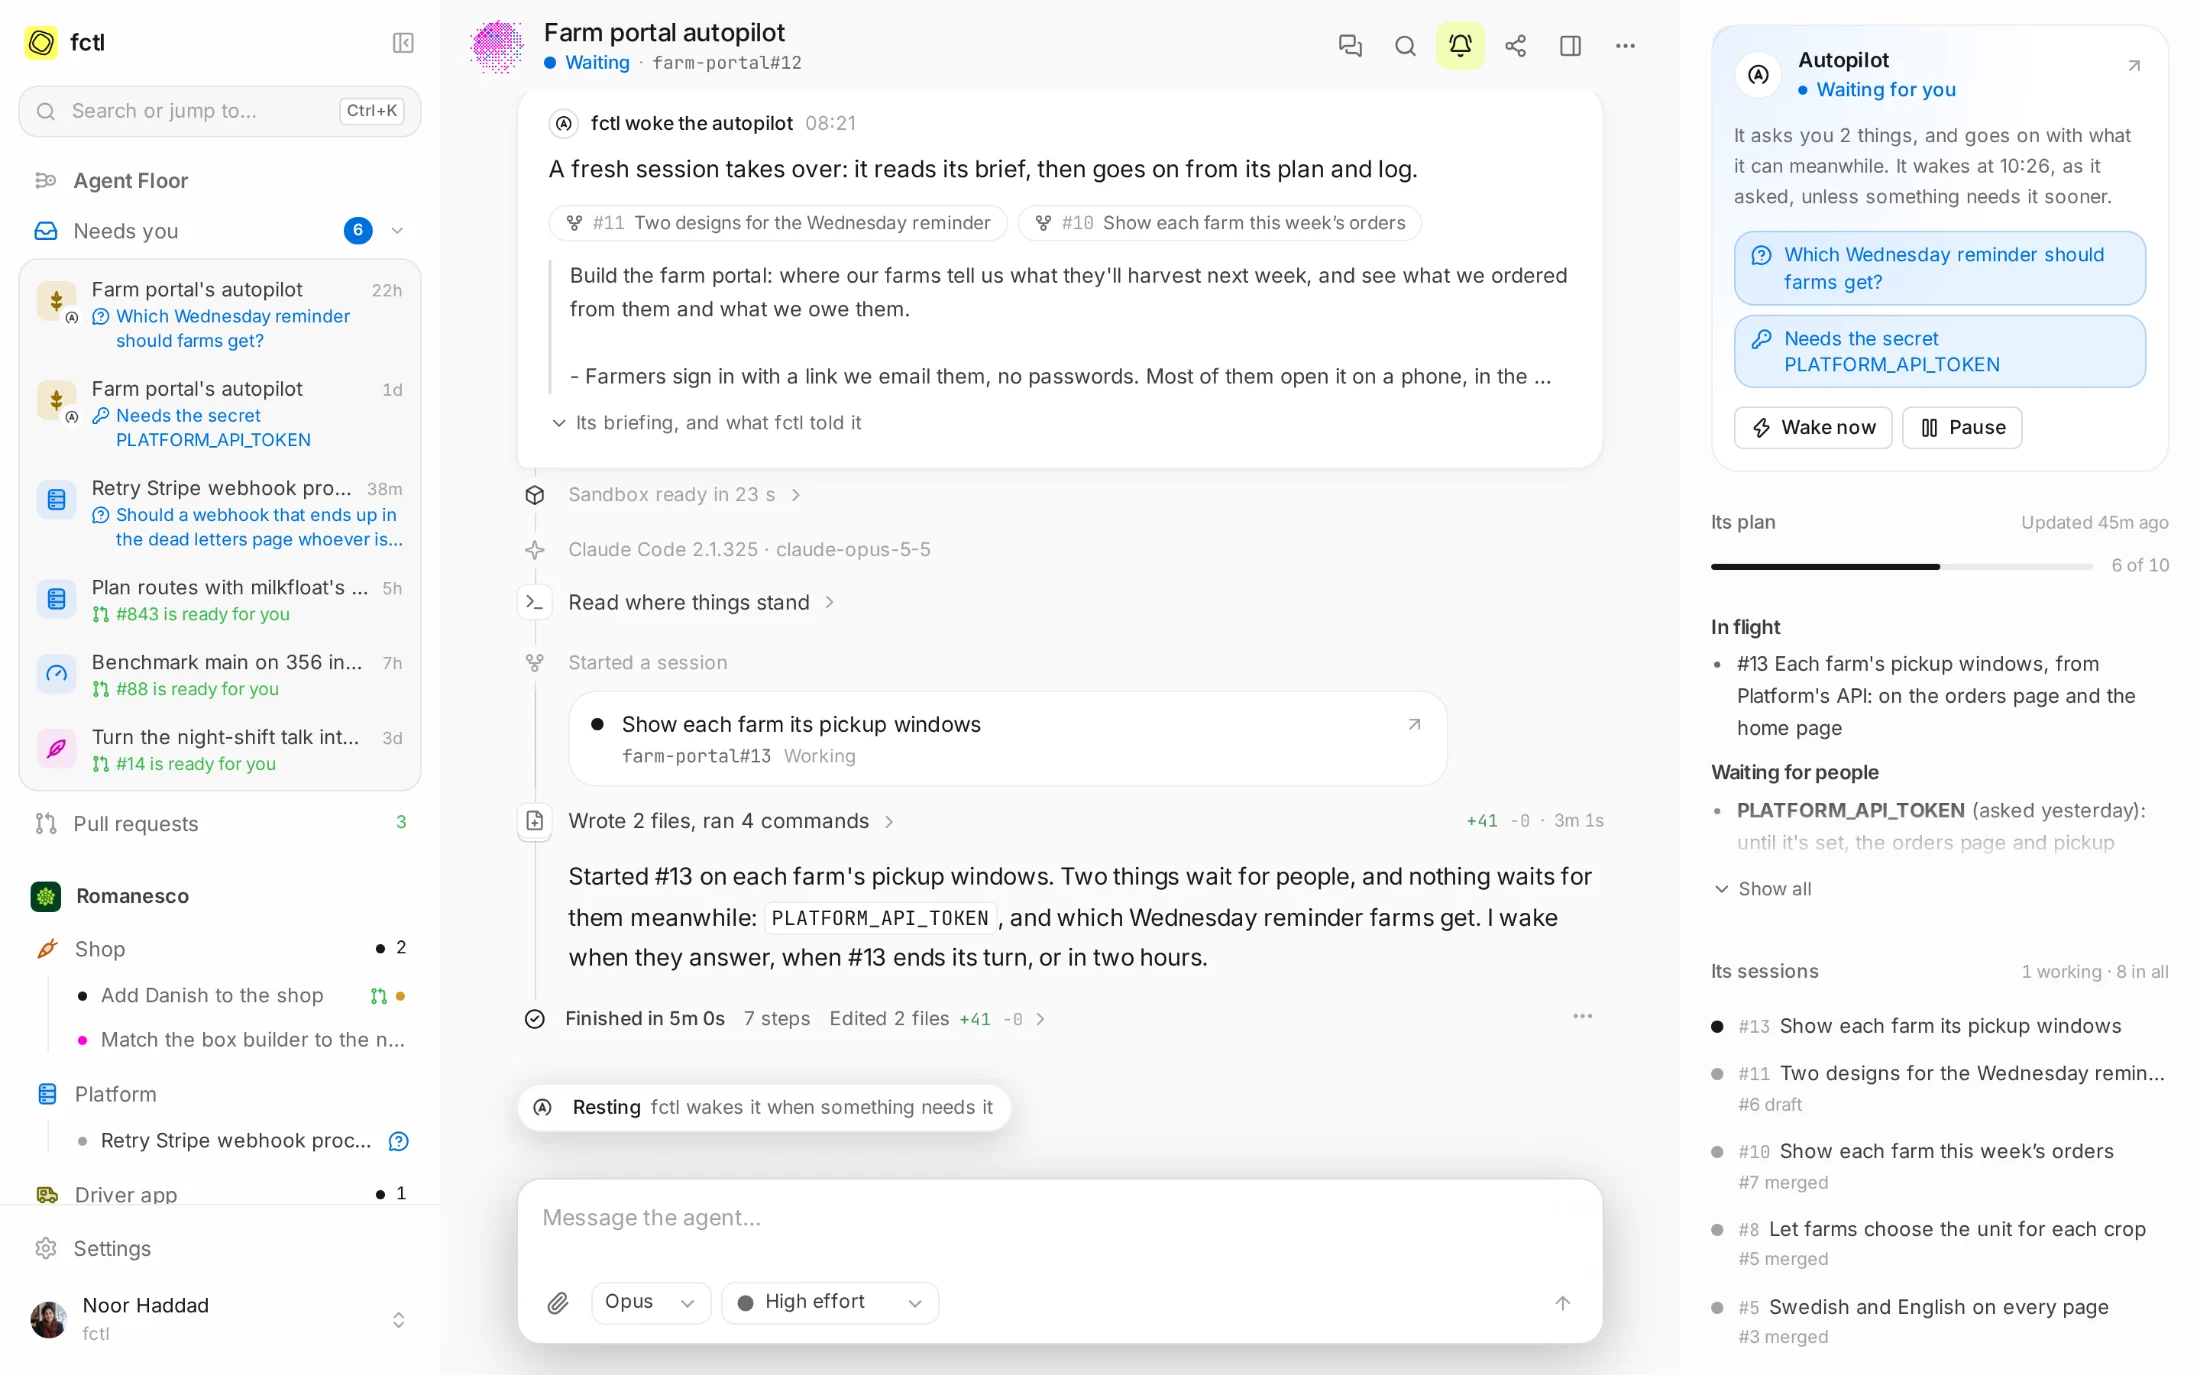 fctl
Search or jump to...
Ctrl+K
Agent Floor
Needs you
6
Farm portal's autopilot
22h
Which Wednesday reminder
should farms get?
Farm portal's autopilot
1d
Needs the secret
PLATFORM_API_TOKEN
Retry Stripe webhook pro...
38m
Should a webhook that ends up in
the dead letters page whoever is...
Plan routes with milkfloat's ...
5h
#843 is ready for you
Benchmark main on 356 in...
7h
#88 is ready for you
Turn the night-shift talk int...
3d
#14 is ready for you
Pull requests
3
Romanesco
Shop
2
Add Danish to the shop
Match the box builder to the n...
Platform
Retry Stripe webhook proc...
Driver app
1
Settings
Noor Haddad
fctl
Farm portal autopilot
Waiting · farm-portal#12
fctl woke the autopilot 08:21
A fresh session takes over: it reads its brief, then goes on from its plan and log.
#11 Two designs for the Wednesday reminder
#10 Show each farm this week's orders
Build the farm portal: where our farms tell us what they'll harvest next week, and see what we ordered
from them and what we owe them.
- Farmers sign in with a link we email them, no passwords. Most of them open it on a phone, in the ...
Its briefing, and what fctl told it
Sandbox ready in 23 s
Claude Code 2.1.325 · claude-opus-5-5
Read where things stand
Started a session
Show each farm its pickup windows
farm-portal#13 Working
Wrote 2 files, ran 4 commands
+41 -0 · 3m 1s
Started #13 on each farm's pickup windows. Two things wait for people, and nothing waits for
them meanwhile: PLATFORM_API_TOKEN, and which Wednesday reminder farms get. I wake
when they answer, when #13 ends its turn, or in two hours.
Finished in 5m 0s 7 steps Edited 2 files +41 -0
Resting fctl wakes it when something needs it
Message the agent...
Opus
High effort
Autopilot
Waiting for you
It asks you 2 things, and goes on with what
it can meanwhile. It wakes at 10:26, as it
asked, unless something needs it sooner.
Which Wednesday reminder should
farms get?
Needs the secret
PLATFORM_API_TOKEN
Wake now
Pause
Its plan
Updated 45m ago
6 of 10
In flight
• #13 Each farm's pickup windows, from
Platform's API: on the orders page and the
home page
Waiting for people
• PLATFORM_API_TOKEN (asked yesterday):
until it's set, the orders page and pickup
Show all
Its sessions
1 working · 8 in all
#13 Show each farm its pickup windows
#11 Two designs for the Wednesday remin...
#6 draft
#10 Show each farm this week's orders
#7 merged
#8 Let farms choose the unit for each crop
#5 merged
#5 Swedish and English on every page
#3 merged